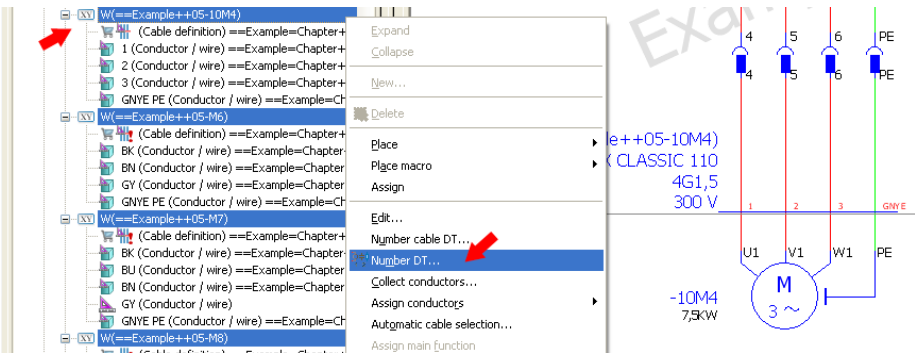 W(==Example++05-10M4)
(Cable definition) ==Example=Chapter+
1 (Conductor / wire) ==Example=Chapter+
2 (Conductor / wire) ==Example=Chapter+
3 (Conductor / wire) ==Example=Chapter+
GNYE PE (Conductor / wire) ==Example=Ch
W(==Example++05-M6)
(Cable definition) ==Example=Chapter+
BK (Conductor / wire) ==Example=Chapter
BN (Conductor / wire) ==Example=Chapter
GY (Conductor / wire) ==Example=Chapter
GNYE PE (Conductor / wire) ==Example=Ch
W(==Example++05-M7)
(Cable definition) ==Example=Chapter+
BK (Conductor / wire) ==Example=Chapter
BU (Conductor / wire) ==Example=Chapter
BN (Conductor / wire) ==Example=Chapter
GY (Conductor / wire)
GNYE PE (Conductor / wire) ==Example=Ch
W(==Example++05-M8)
(Cable definition) ==Example=Chapter+
Expand
Collapse
New...
Delete
Place
Place macro
Assign
Edit...
Number cable DT...
Number DT...
Collect conductors...
Assign conductors
Automatic cable selection...
Assign main function
Exam
4 5 6 PE
4 5 6 PE
le++05-10M4)
CLASSIC 110
4G1,5
300 V
1 2 3 GNYE
U1 V1 W1 PE
M
3 ~
-10M4
7,5KW